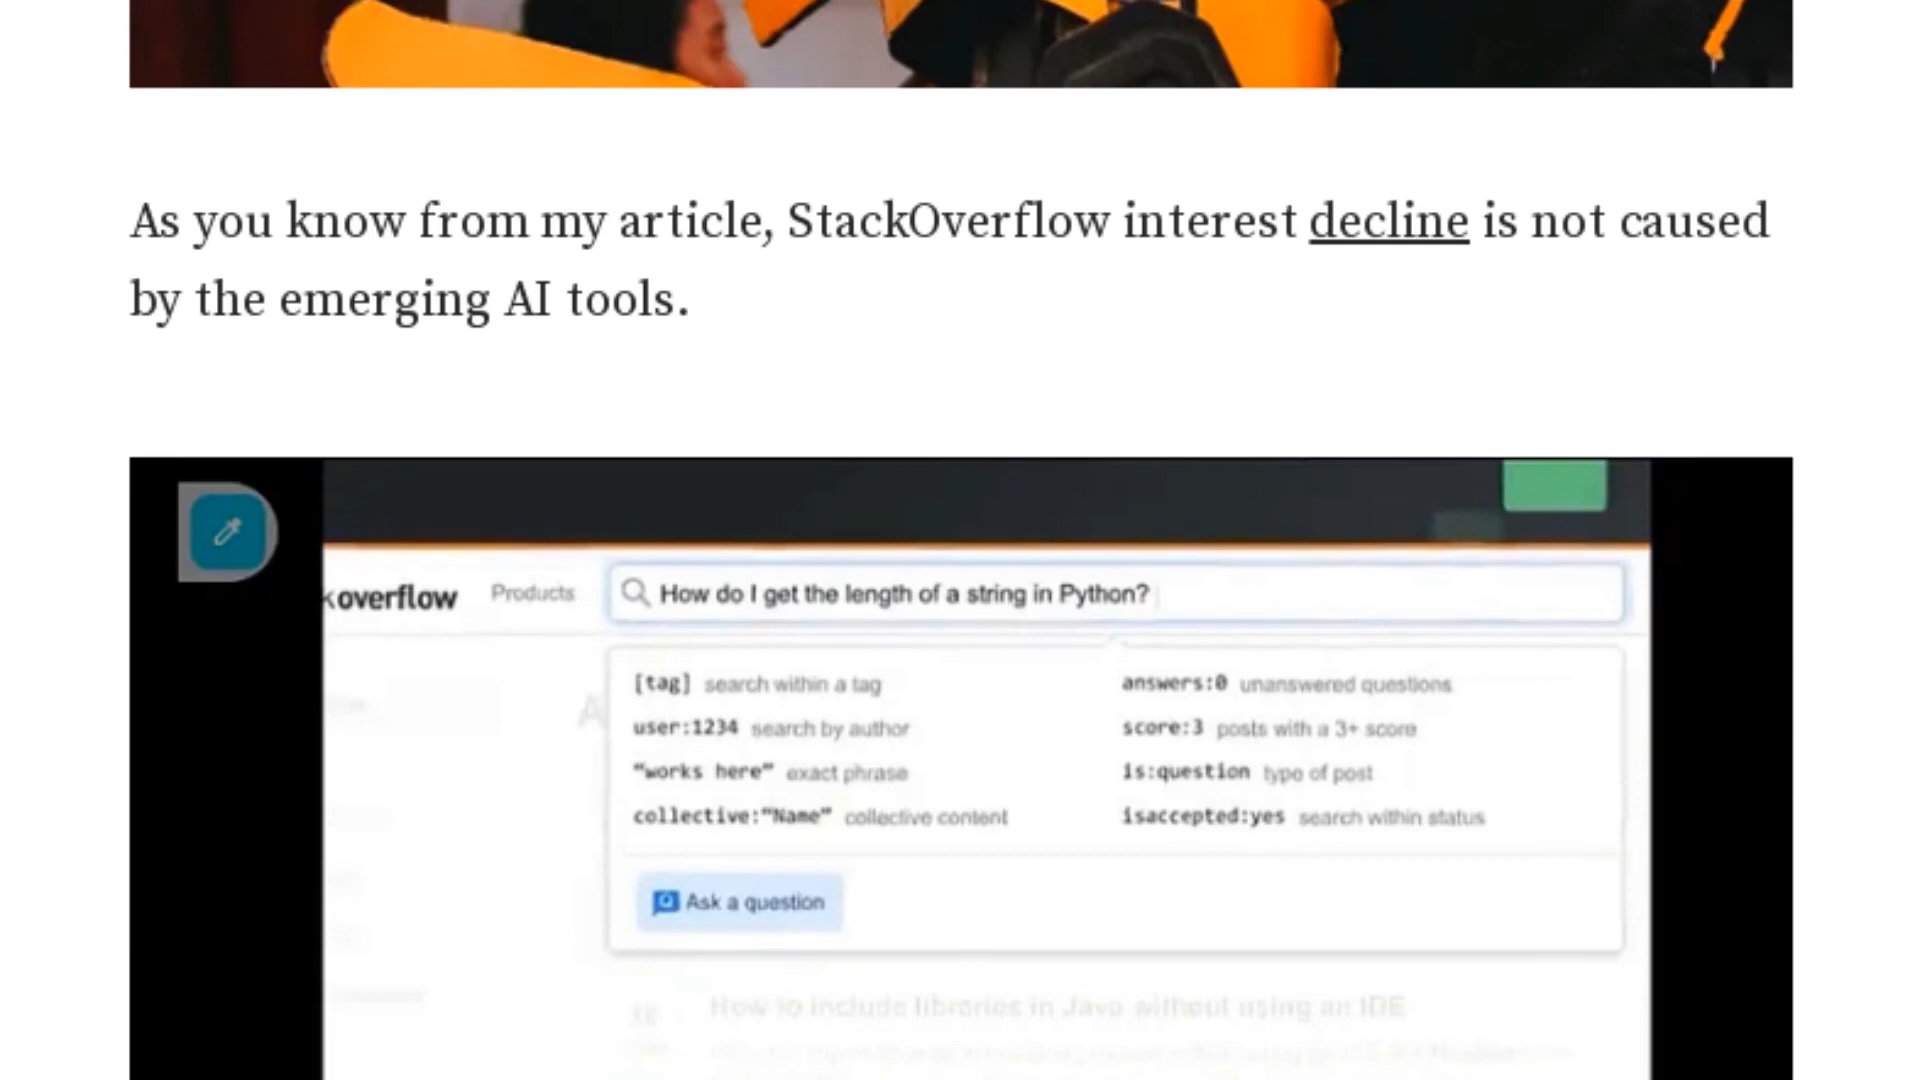 As you know from my article, StackOverflow interest decline is not caused
by the emerging AI tools.
overflow Products How do I get the length of a string in Python?
[tag] search within a tag answers:0 unanswered questions
user:1234 search by author score:3 posts with a 3+ score
"works here" exact phrase is:question type of post
collective:"Name" collective content isaccepted:yes search within status
Ask a question
How to include libraries in Java without using an IDE